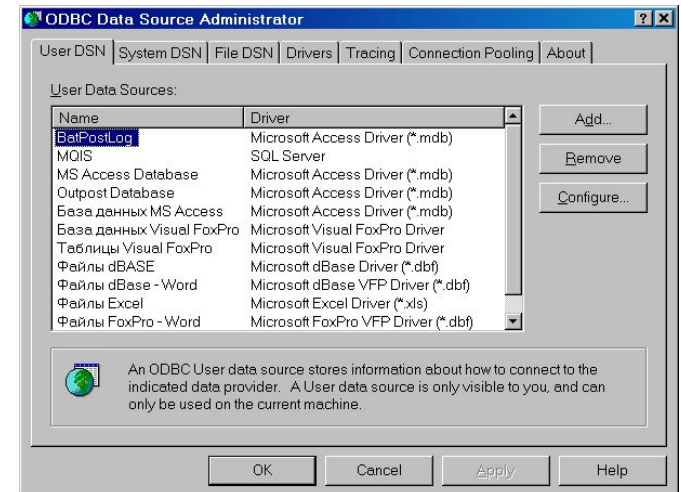 ODBC Data Source Administrator
User DSN System DSN File DSN Drivers Tracing Connection Pooling About
User Data Sources:
Name Driver
BatPostLog Microsoft Access Driver (*.mdb)
MQIS SQL Server
MS Access Database Microsoft Access Driver (*.mdb)
Outpost Database Microsoft Access Driver (*.mdb)
База данных MS Access Microsoft Access Driver (*.mdb)
База данных Visual FoxPro Microsoft Visual FoxPro Driver
Таблицы Visual FoxPro Microsoft Visual FoxPro Driver
Файлы dBASE Microsoft dBase Driver (*.dbf)
Файлы dBase - Word Microsoft dBase VFP Driver (*.dbf)
Файлы Excel Microsoft Excel Driver (*.xls)
Файлы FoxPro - Word Microsoft FoxPro VFP Driver (*.dbf)
Add...
Remove
Configure...
An ODBC User data source stores information about how to connect to the
indicated data provider. A User data source is only visible to you, and can
only be used on the current machine.
OK Cancel Apply Help